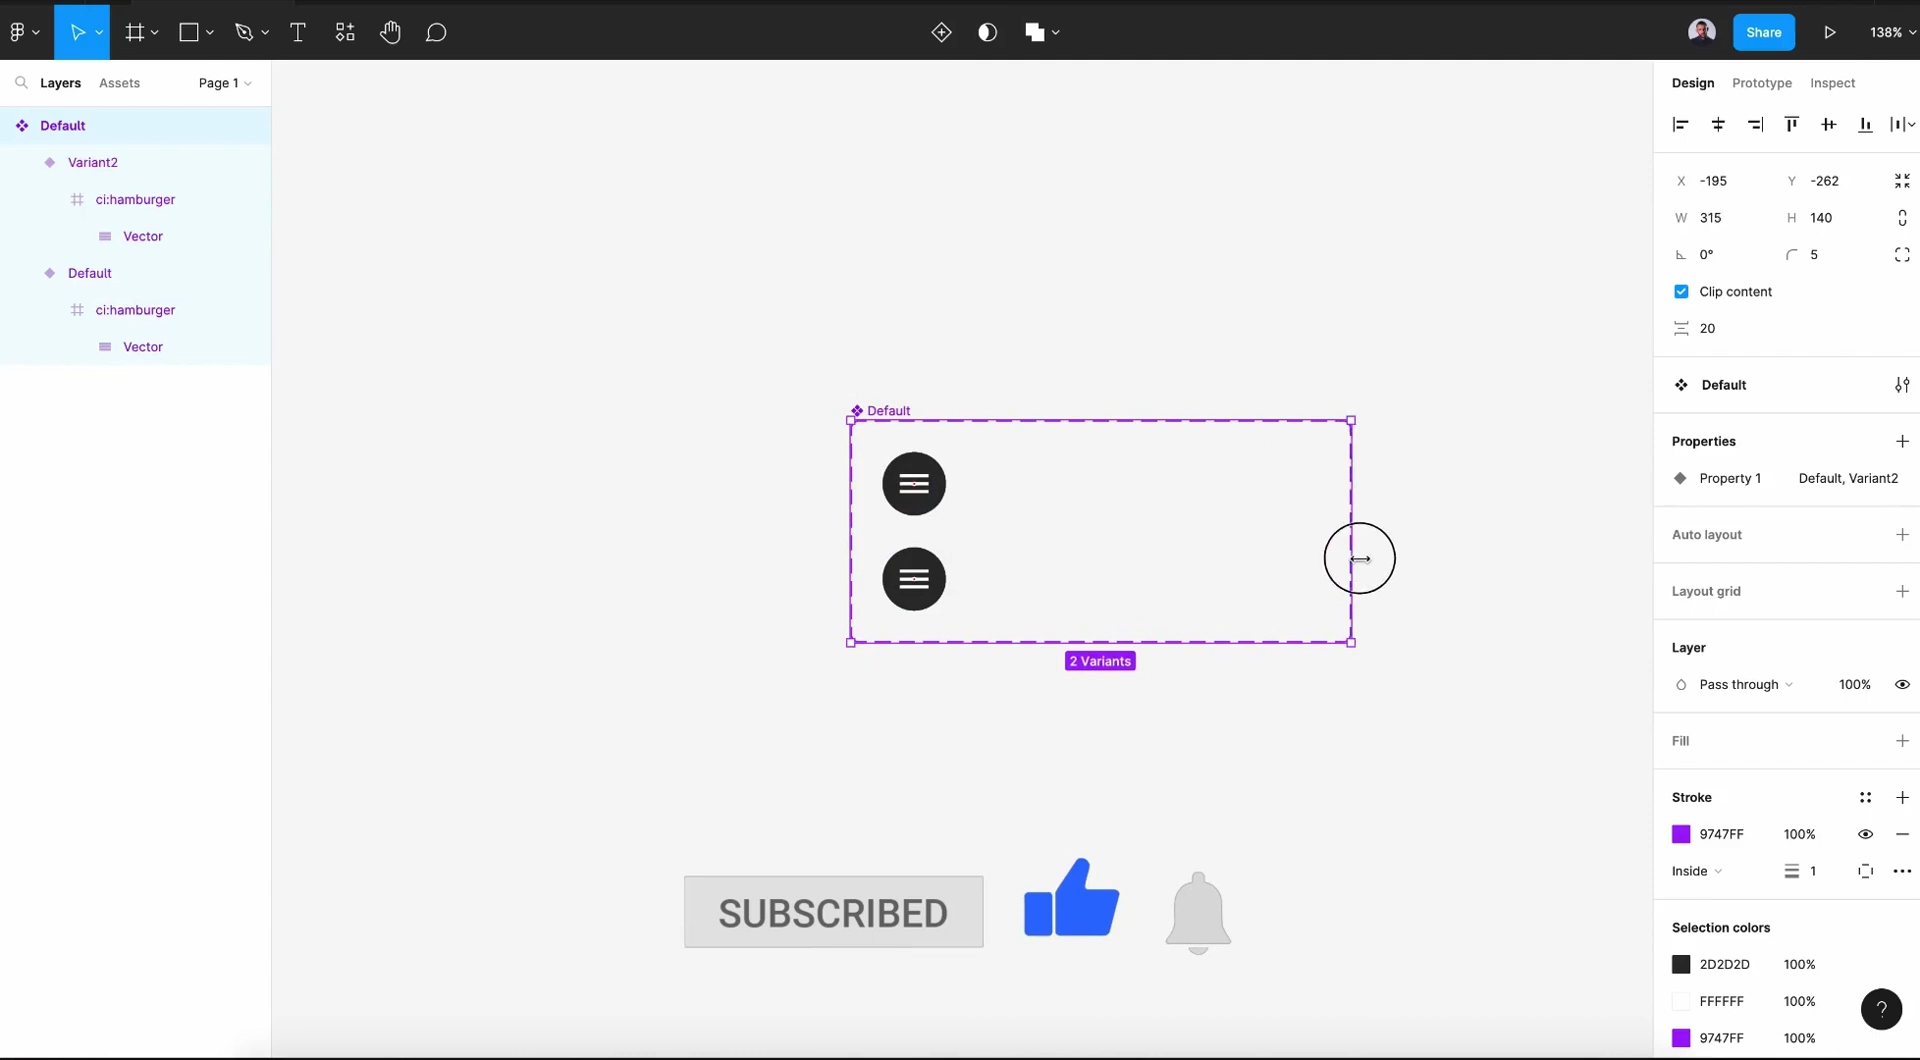 Share
138%
Layers
Assets
Page 1
Default
Variant2
ci:hamburger
Vector
Default
ci:hamburger
Vector
Default
2 Variants
SUBSCRIBED
Design
Prototype
Inspect
X -195
Y -262
W 315
H 140
0°
5
Clip content
20
Default
Properties
Property 1
Default, Variant2
Auto layout
Layout grid
Layer
Pass through
100%
Fill
Stroke
9747FF
100%
Inside
1
Selection colors
2D2D2D
100%
FFFFFF
100%
9747FF
100%
?